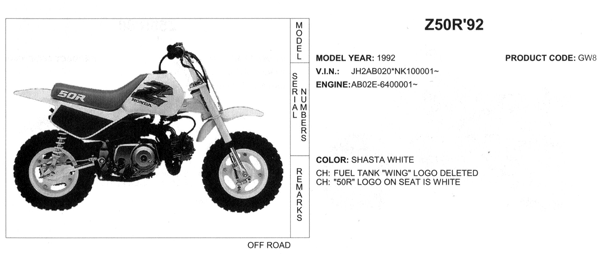 Z50R'92
MODEL
MODEL YEAR: 1992
PRODUCT CODE: GW8
SERIAL NUMBERS
V.I.N.: JH2AB020*NK100001~
ENGINE:AB02E-6400001~
50R
HONDA
REMARKS
COLOR: SHASTA WHITE
CH: FUEL TANK "WING" LOGO DELETED
CH: "50R" LOGO ON SEAT IS WHITE
OFF ROAD